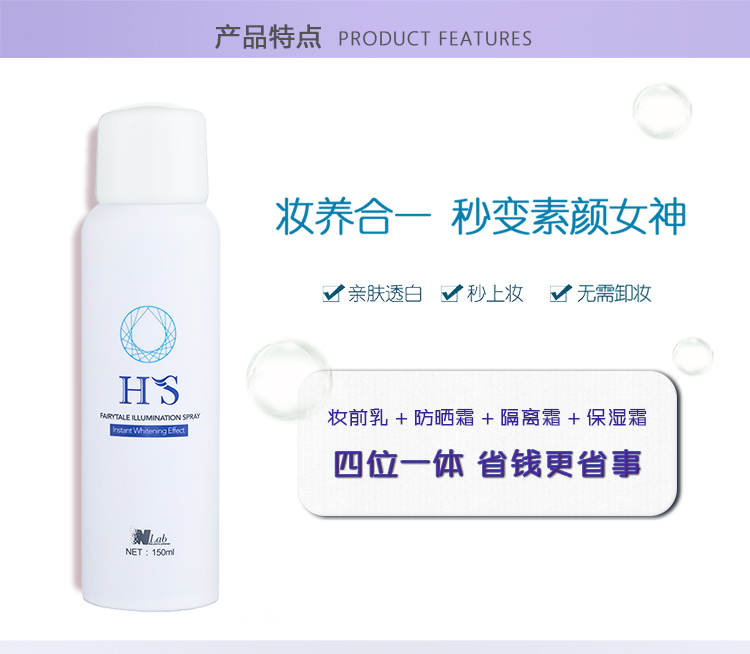 产品特点 PRODUCT FEATURES
妆养合一 秒变素颜女神
亲肤透白 秒上妆 无需卸妆
妆前乳 + 防晒霜 + 隔离霜 + 保湿霜
四位一体 省钱更省事
H'S
FAIRYTALE ILLUMINATION SPRAY
Instant Whitening Effect
N Lab
NET : 150ml